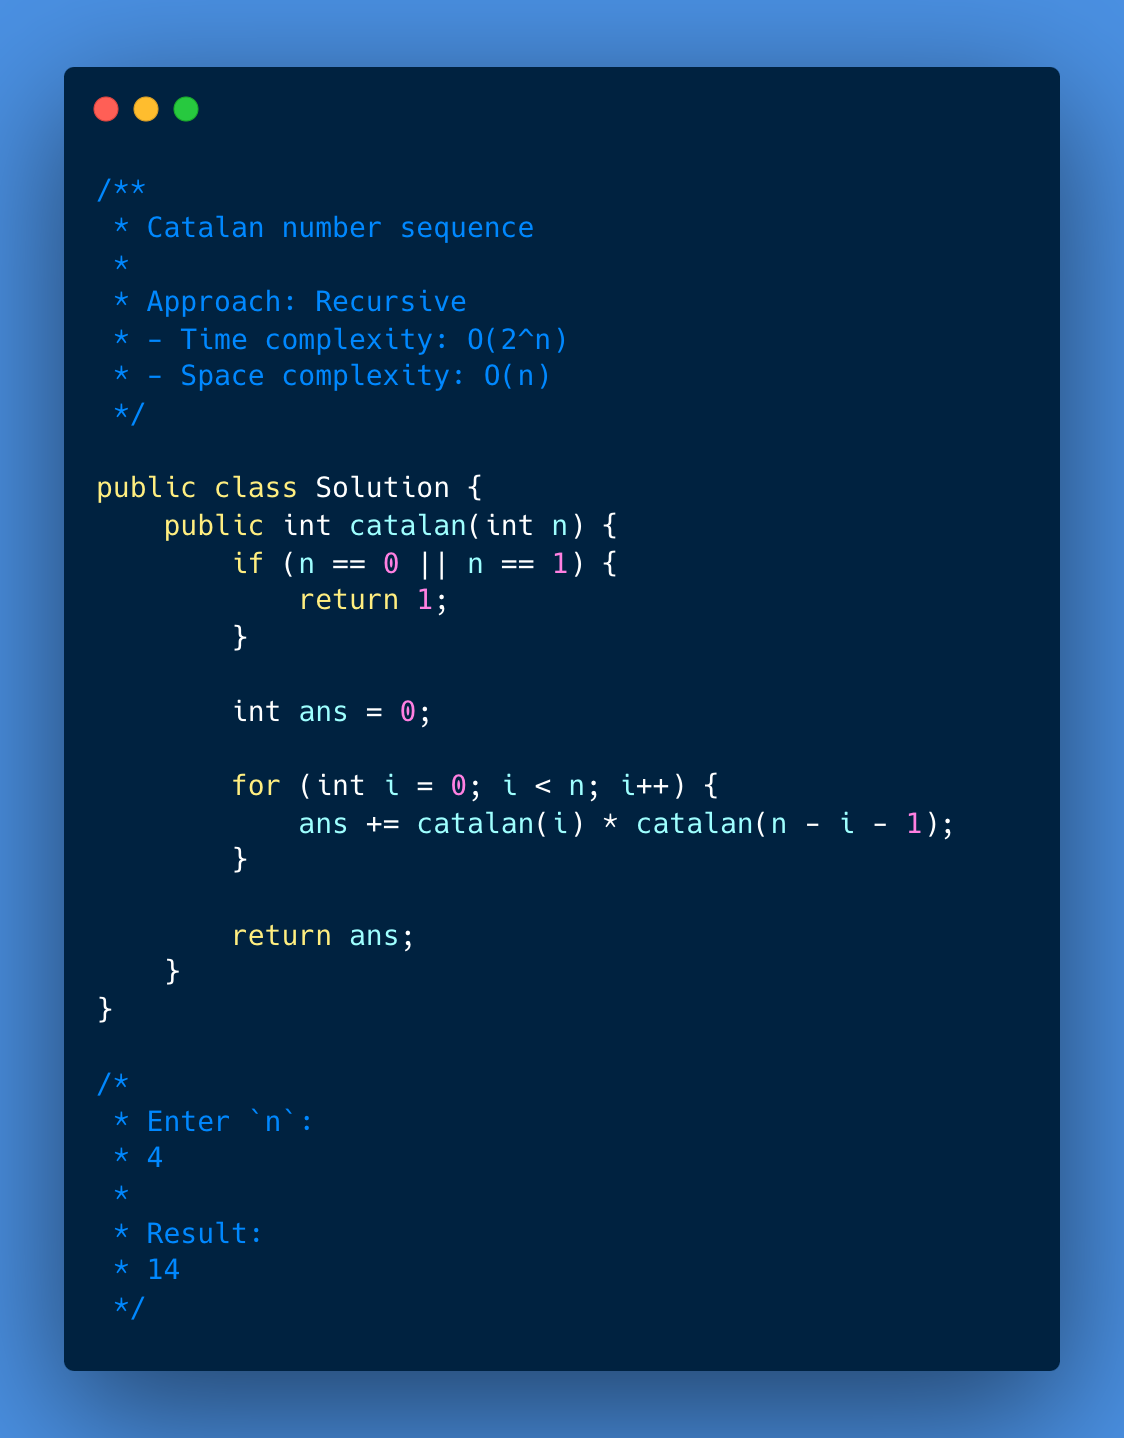 /**
 * Catalan number sequence
 *
 * Approach: Recursive
 * - Time complexity: O(2^n)
 * - Space complexity: O(n)
 */

public class Solution {
    public int catalan(int n) {
        if (n == 0 || n == 1) {
            return 1;
        }

        int ans = 0;

        for (int i = 0; i < n; i++) {
            ans += catalan(i) * catalan(n - i - 1);
        }

        return ans;
    }
}

/*
 * Enter `n`:
 * 4
 *
 * Result:
 * 14
 */